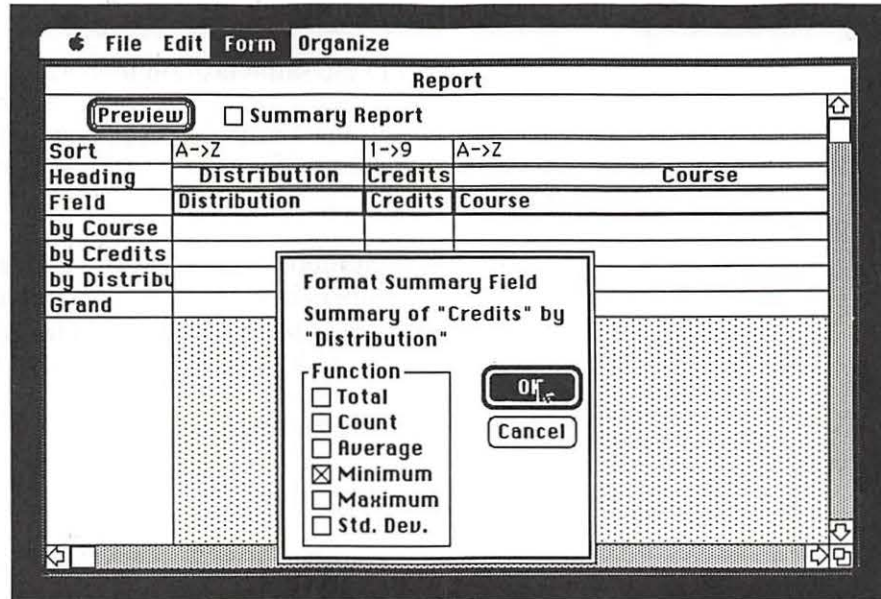 File Edit Form Organize
Report
Preview Summary Report
Sort A->Z 1->9 A->Z
Heading Distribution Credits Course
Field Distribution Credits Course
by Course
by Credits
by Distribu
Grand
Format Summary Field
Summary of "Credits" by
"Distribution"
Function
Total
Count
Average
Minimum
Maximum
Std. Dev.
OK
Cancel